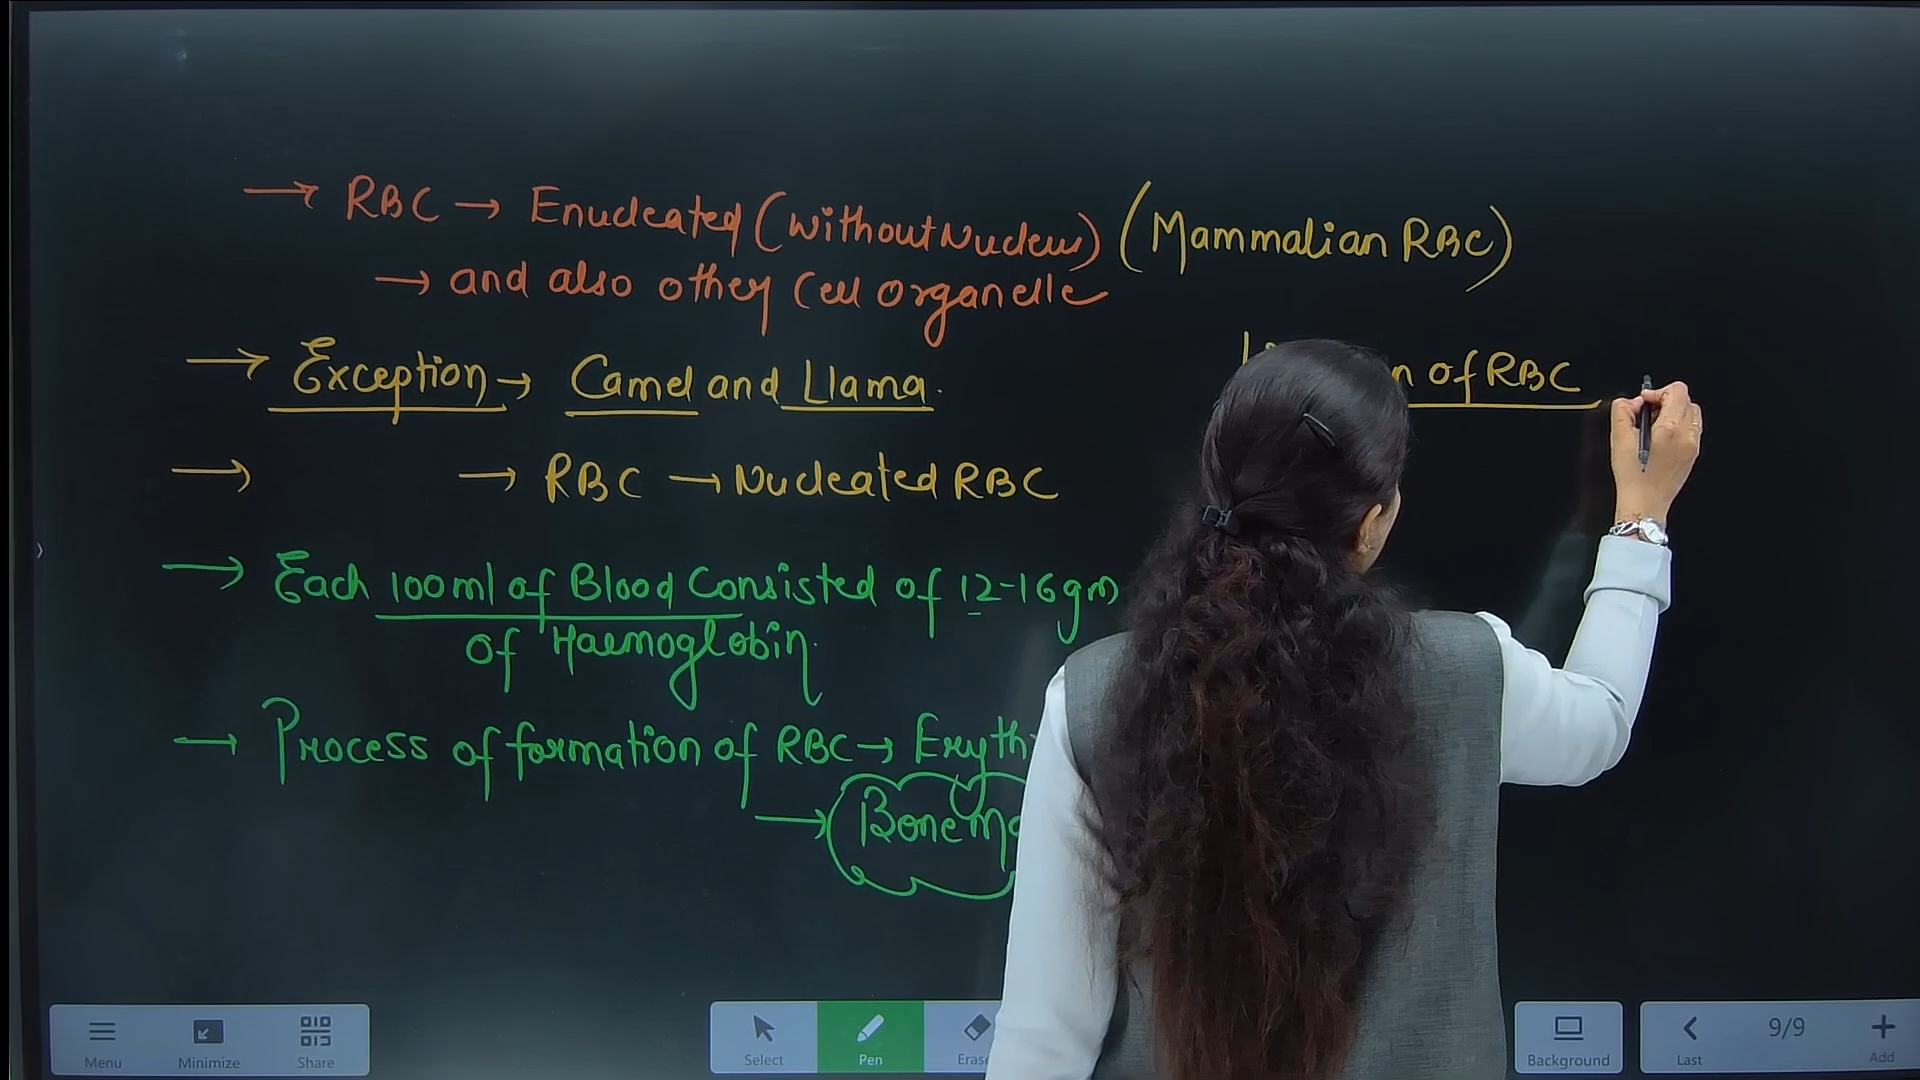 → RBC → Enucleated (without Nucleus) (Mammalian RBC)
→ and also other Cell organelle
→ Exception → Camel and Llama.
n of RBC
→ → RBC → Nucleated RBC
→ Each 100ml of Blood Consisted of 12-16gm
of Haemoglobin.
→ Process of formation of RBC → Eryth
→ Bone Ma
Menu Minimize Share Select Pen Erase Background Last 9/9 Add